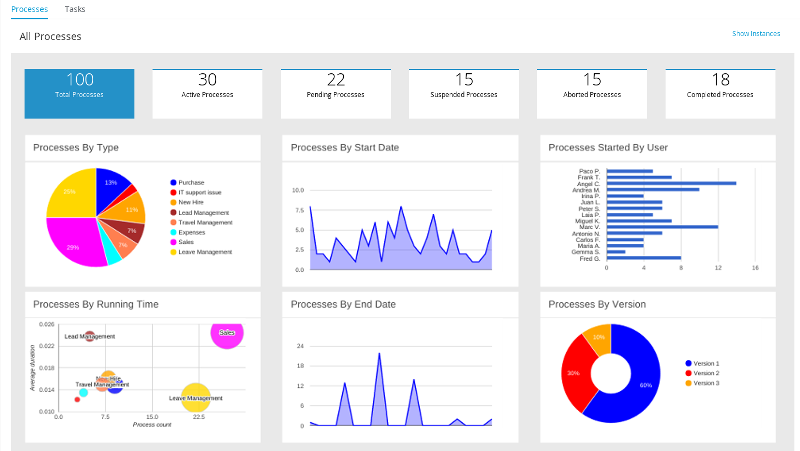 Processes Tasks
All Processes
Show Instances
100 30 22 15 15 18
Total Processes Active Processes Pending Processes Suspended Processes Aborted Processes Completed Processes
Processes By Type
25%
13%
12%
7%
7%
29%
Purchase
IT support issue
New Hire
Lead Management
Travel Management
Expenses
Sales
Leave Management
Processes By Start Date
10.0
7.5
5.0
2.5
0.0
Processes Started By User
Paco P.
Frank T.
Angel C.
Andrea M.
Irina P.
Juan L.
Peter S.
Laia P.
Miguel K.
Marc V.
Antonio N.
Carlos F.
Maria A.
Gemma S.
Fred G.
0 4 8 12 16
Processes By Running Time
0.026
0.022
0.018
0.014
0.010
Average duration
Lead Management
Sales
New Hire
Travel Management
Leave Management
0.0 7.5 15.0 22.5
Process count
Processes By End Date
24
18
12
6
0
Processes By Version
10%
30%
60%
Version 1
Version 2
Version 3